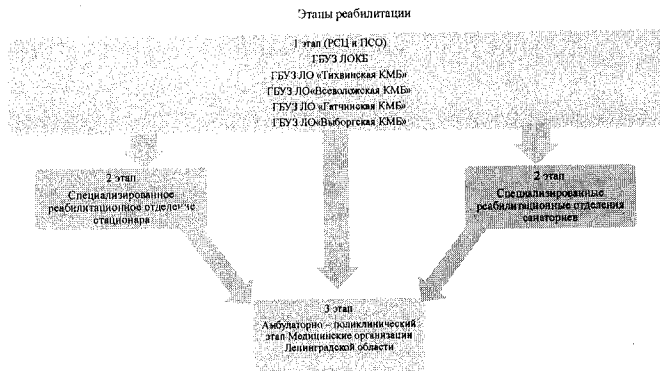 Этапы реабилитации
1 этап (РСЦ и ПСО)
ГБУЗ ЛОКБ
ГБУЗ ЛО «Тихвинская КМБ»
ГБУЗ ЛО«Всеволожская КМБ»
ГБУЗ ЛО «Гатчинская КМБ»
ГБУЗ ЛО«Выборгская КМБ»
2 этап
Специализированное
реабилитационное отделение
стационара
2 этап
Специализированные
реабилитационные отделения
санаториев
3 этап
Амбулаторно – поликлинический
этап Медицинские организации
Ленинградской области